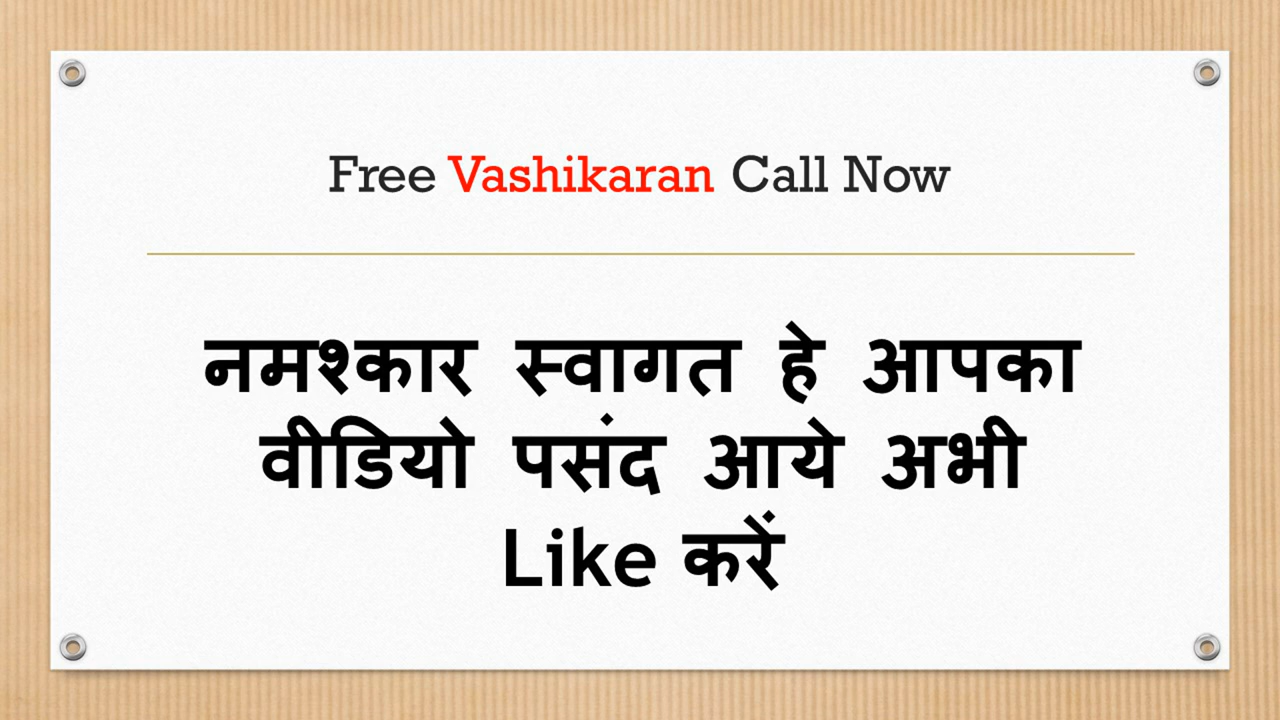 Free Vashikaran Call Now
नमश्कार स्वागत हे आपका
वीडियो पसंद आये अभी
Like करें